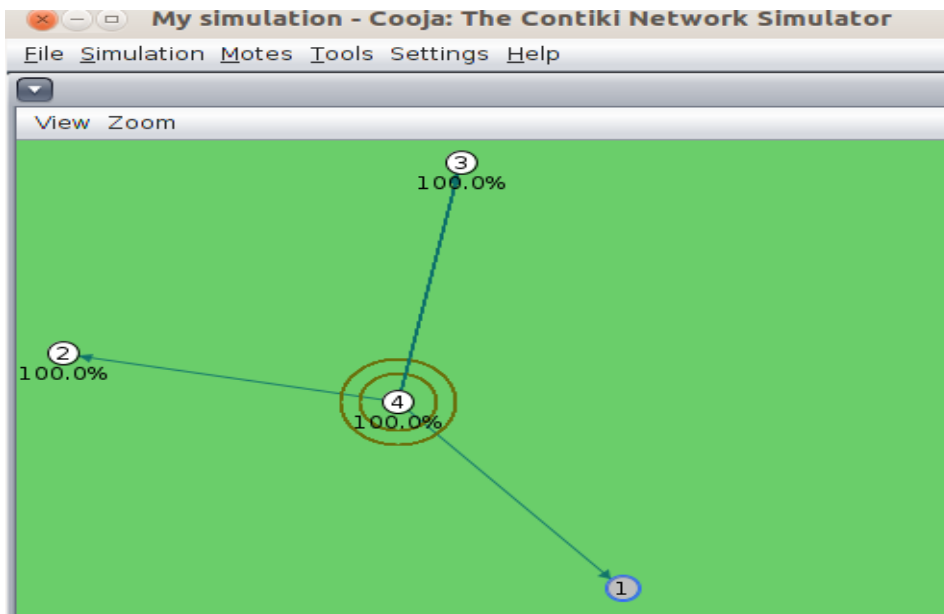 My simulation - Cooja: The Contiki Network Simulator
File Simulation Motes Tools Settings Help
View Zoom
3
100.0%
2
100.0%
4
100.0%
1